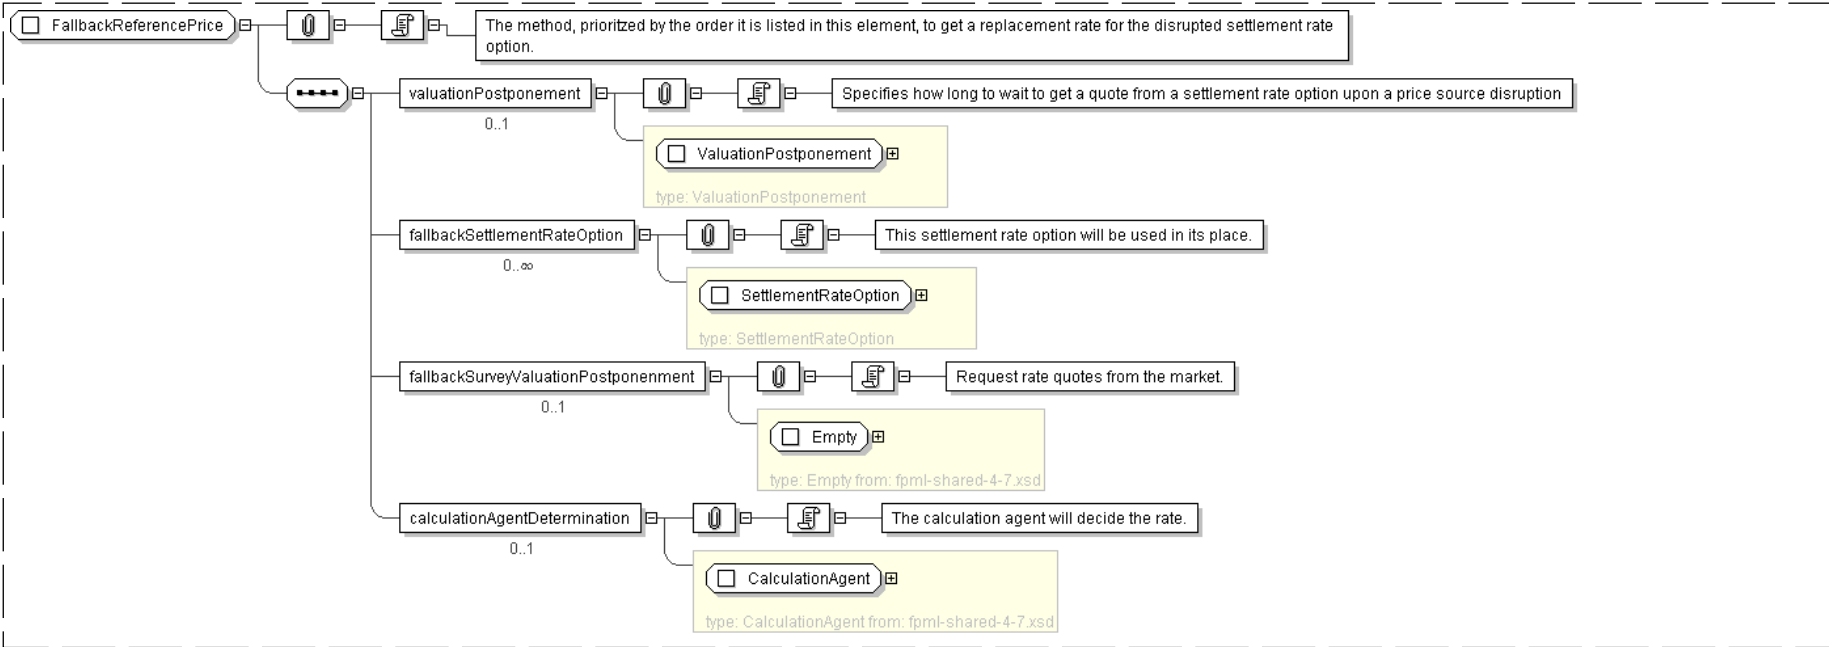 FallbackReferencePrice
The method, prioritzed by the order it is listed in this element, to get a replacement rate for the disrupted settlement rate
option.
valuationPostponement
Specifies how long to wait to get a quote from a settlement rate option upon a price source disruption
0..1
ValuationPostponement
type: ValuationPostponement
fallbackSettlementRateOption
This settlement rate option will be used in its place.
0..∞
SettlementRateOption
type: SettlementRateOption
fallbackSurveyValuationPostponenment
Request rate quotes from the market.
0..1
Empty
type: Empty from: fpml-shared-4-7.xsd
calculationAgentDetermination
The calculation agent will decide the rate.
0..1
CalculationAgent
type: CalculationAgent from: fpml-shared-4-7.xsd